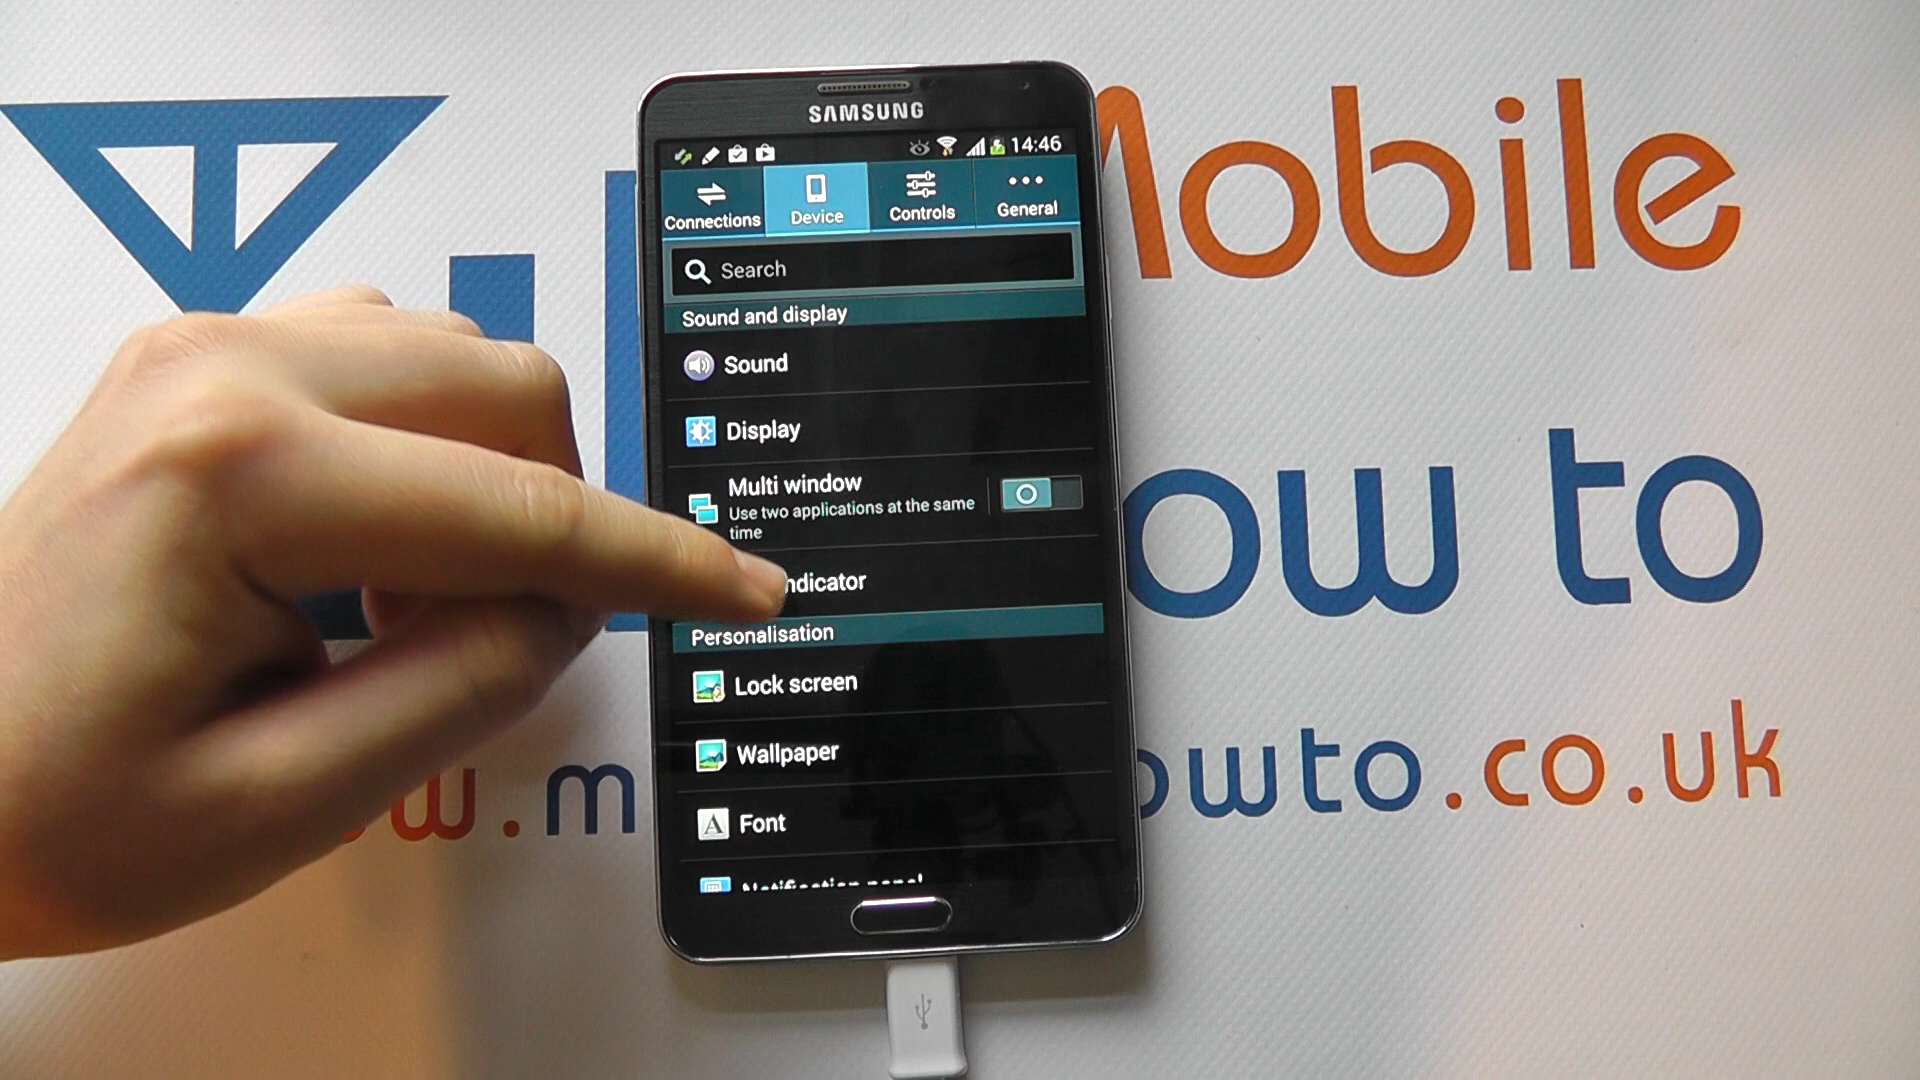 Mobile
SAMSUNG
14:46
Connections Device Controls General
Search
Sound and display
Sound
Display
Multi window
Use two applications at the same
time
ndicator
Personalisation
Lock screen
Wallpaper
Font
Notification panel
ow to
w.m owto.co.uk